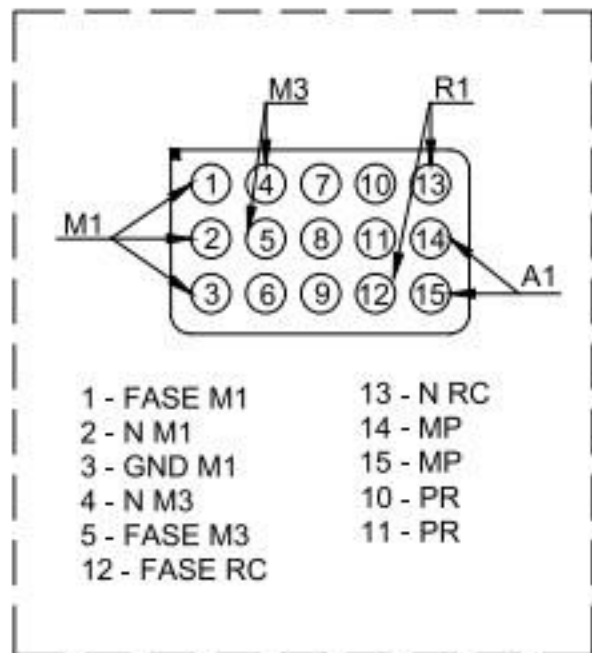 M3
R1
1 4 7 10 13
M1
2 5 8 11 14
3 6 9 12 15
A1
1 - FASE M1
2 - N M1
3 - GND M1
4 - N M3
5 - FASE M3
12 - FASE RC
13 - N RC
14 - MP
15 - MP
10 - PR
11 - PR